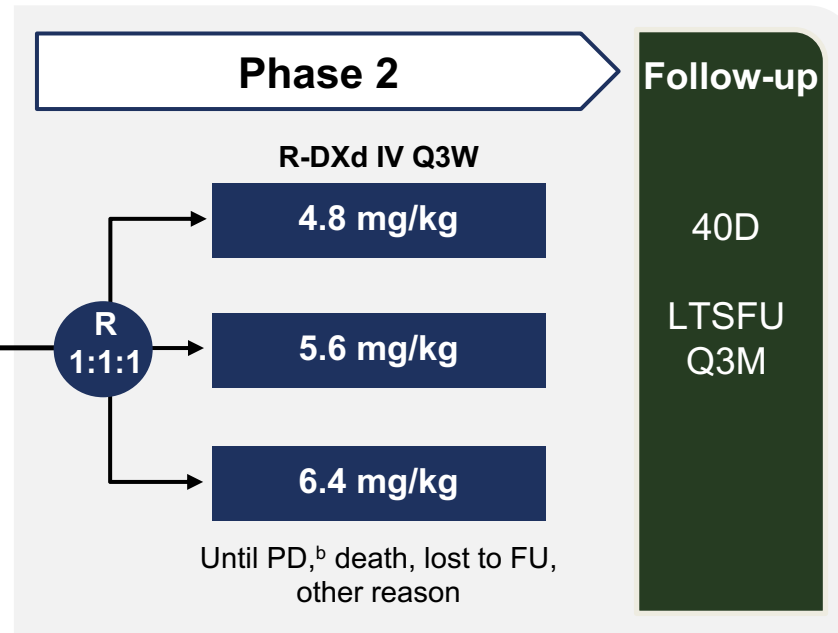 Phase 2
Follow-up
R-DXd IV Q3W
4.8 mg/kg
40D
R
1:1:1
5.6 mg/kg
LTSFU
Q3M
6.4 mg/kg
Until PD,ᵇ death, lost to FU,
other reason